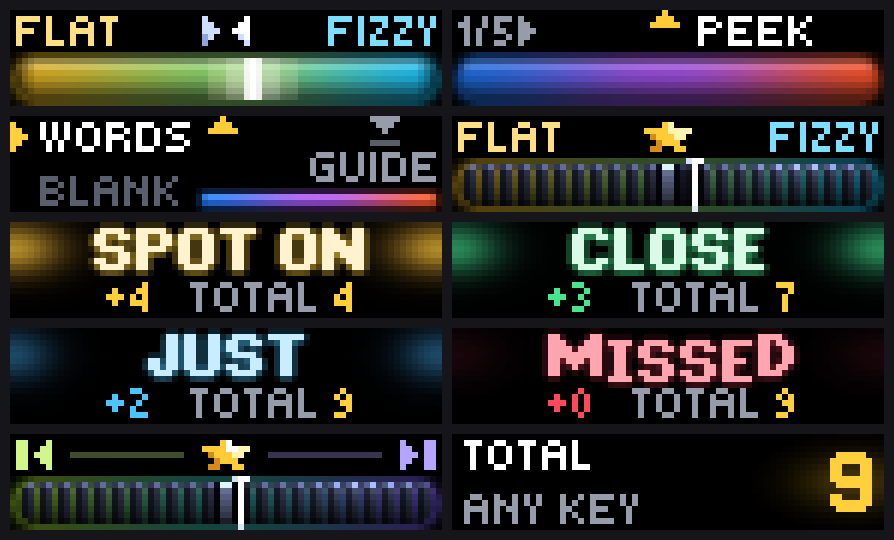 FLAT FIZZY
1/5 PEEK
WORDS
GUIDE
BLANK
FLAT FIZZY
SPOT ON
+4 TOTAL 4
CLOSE
+3 TOTAL 7
JUST
+2 TOTAL 9
MISSED
+0 TOTAL 9
TOTAL
9
ANY KEY